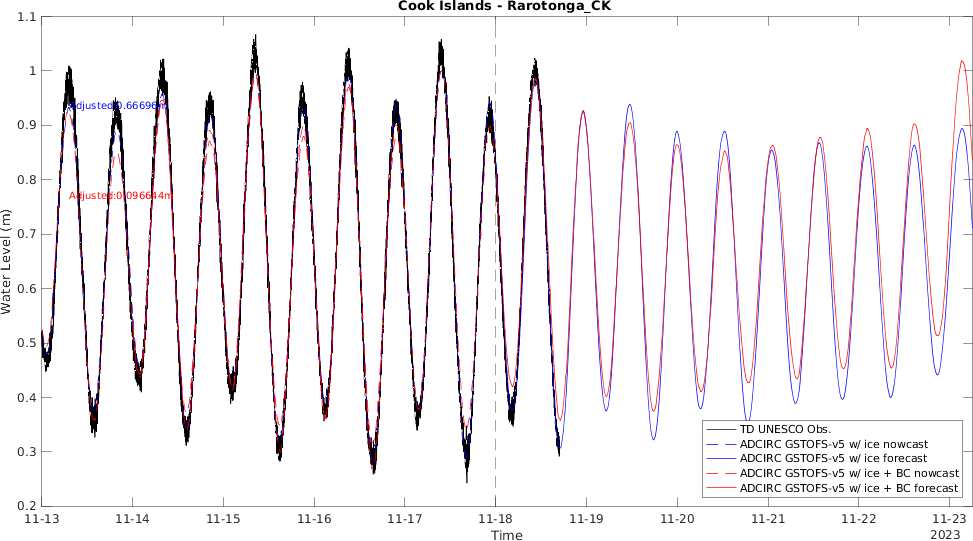 Cook Islands - Rarotonga_CK
1.1
1
0.9
0.8
0.7
0.6
0.5
0.4
0.3
0.2
Water Level (m)
Adjusted:0.66696m
Adjusted:0.096644m
TD UNESCO Obs.
ADCIRC GSTOFS-v5 w/ ice nowcast
ADCIRC GSTOFS-v5 w/ ice forecast
ADCIRC GSTOFS-v5 w/ ice + BC nowcast
ADCIRC GSTOFS-v5 w/ ice + BC forecast
11-13 11-14 11-15 11-16 11-17 11-18 11-19 11-20 11-21 11-22 11-23
Time
2023